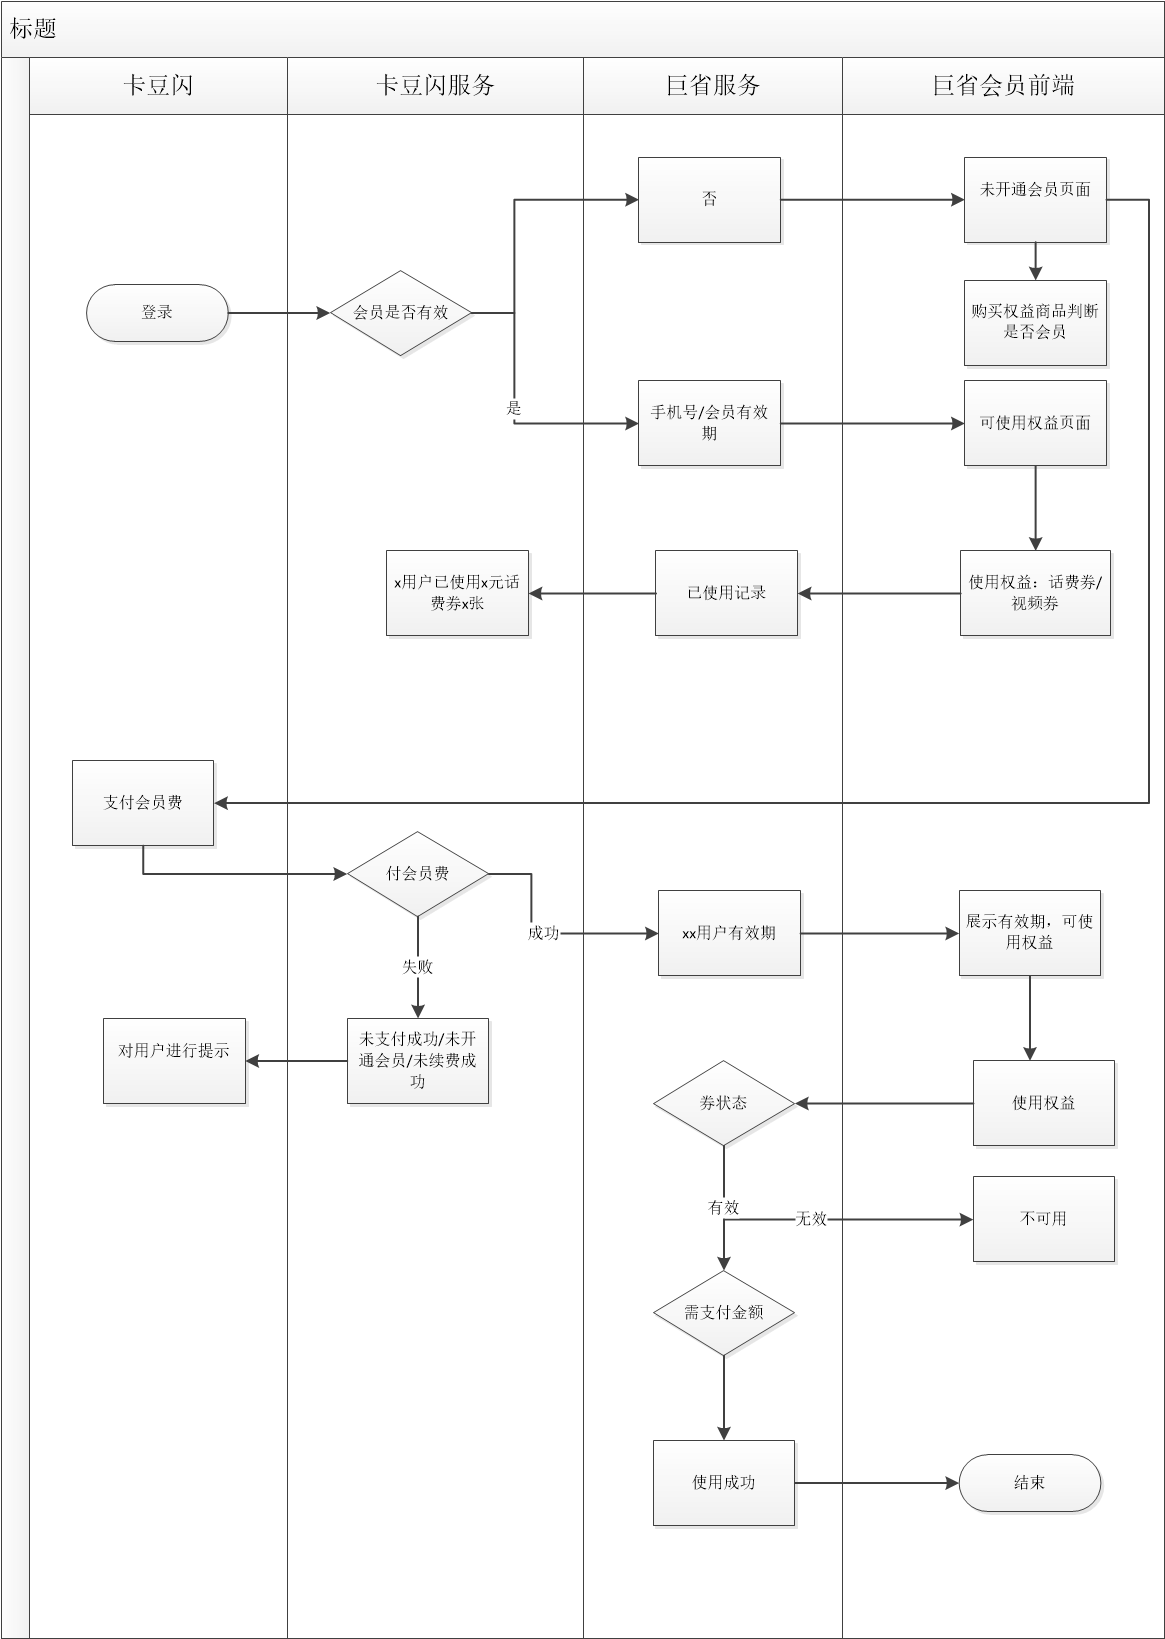 标题
卡豆闪
卡豆闪服务
巨省服务
巨省会员前端
否
未开通会员页面
登录
会员是否有效
购买权益商品判断
是否会员
是
手机号/会员有效
期
可使用权益页面
x用户已使用x元话
费券x张
已使用记录
使用权益：话费券/
视频券
支付会员费
付会员费
成功
xx用户有效期
展示有效期，可使
用权益
失败
对用户进行提示
未支付成功/未开
通会员/未续费成
功
券状态
使用权益
有效
无效
不可用
需支付金额
使用成功
结束